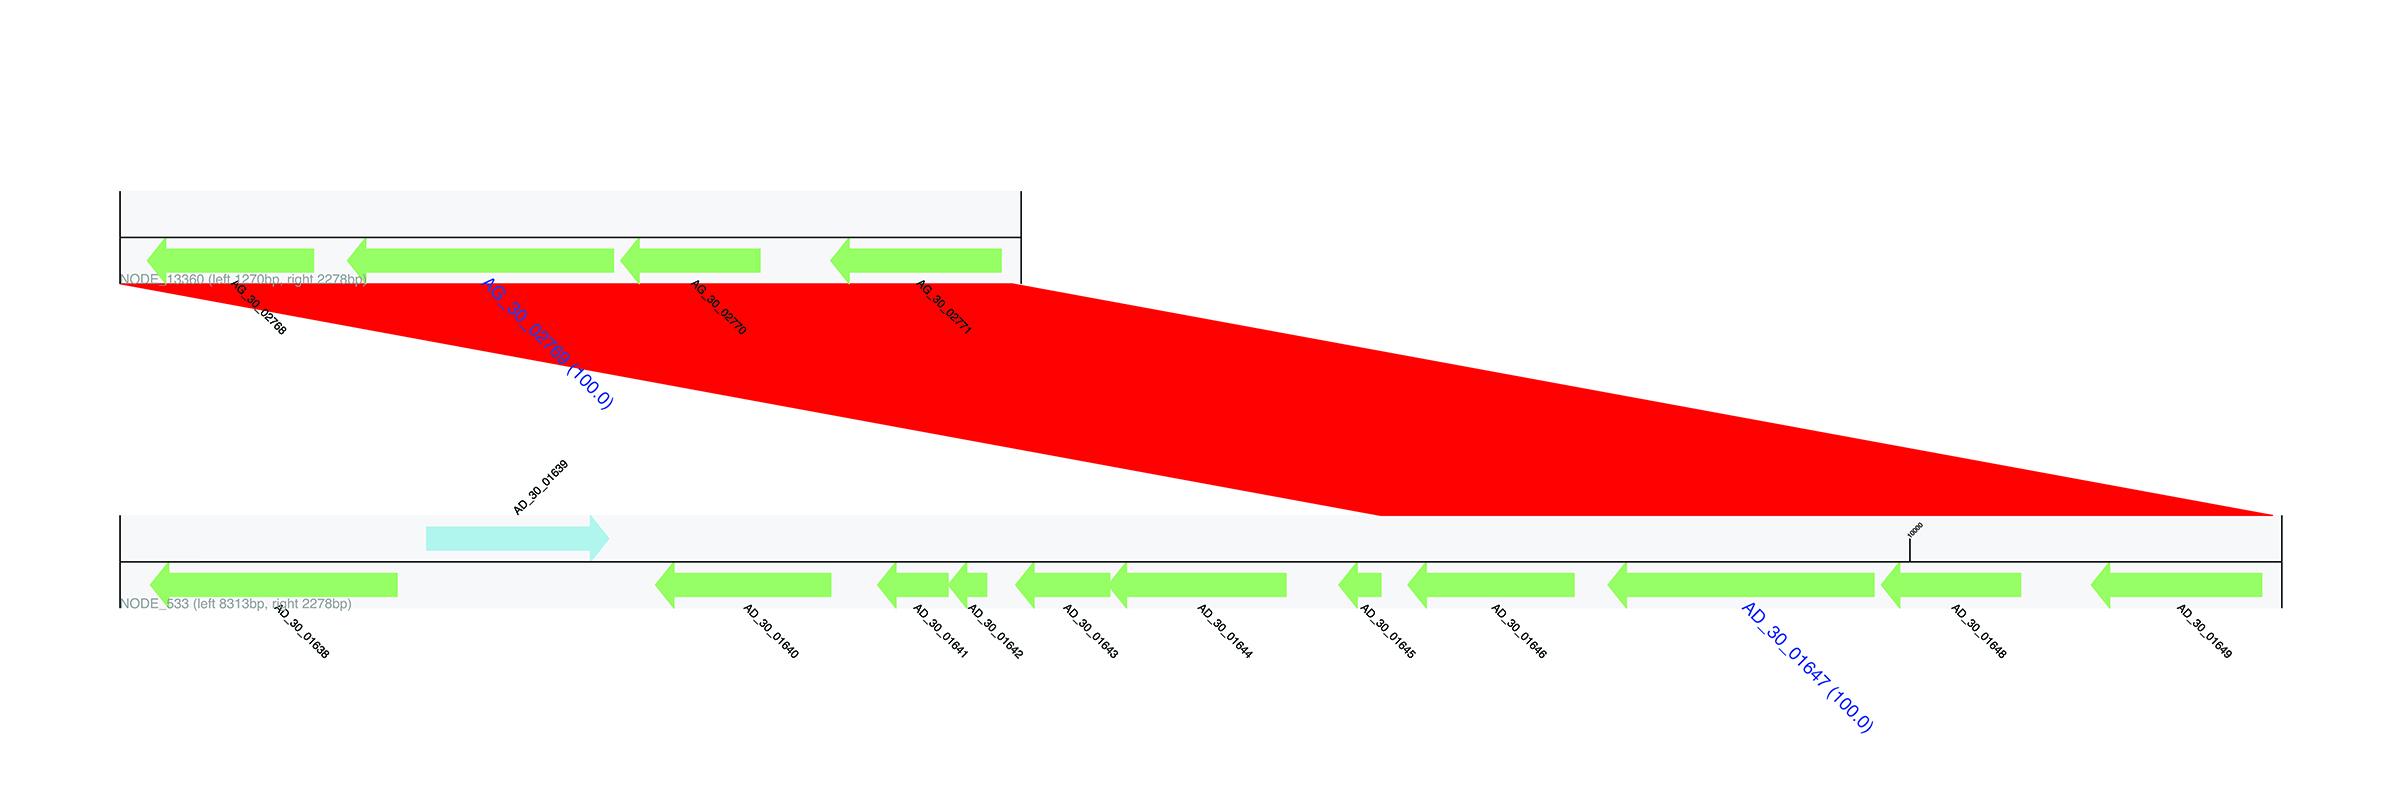 NODE_13360 (left 1270bp, right 2278bp)
AG_30_02768
AG_30_02769 (100.0)
AG_30_02770
AG_30_02771
AD_30_01639
10000
NODE_533 (left 8313bp, right 2278bp)
AD_30_01638
AD_30_01640
AD_30_01641
AD_30_01642
AD_30_01643
AD_30_01644
AD_30_01645
AD_30_01646
AD_30_01647 (100.0)
AD_30_01648
AD_30_01649